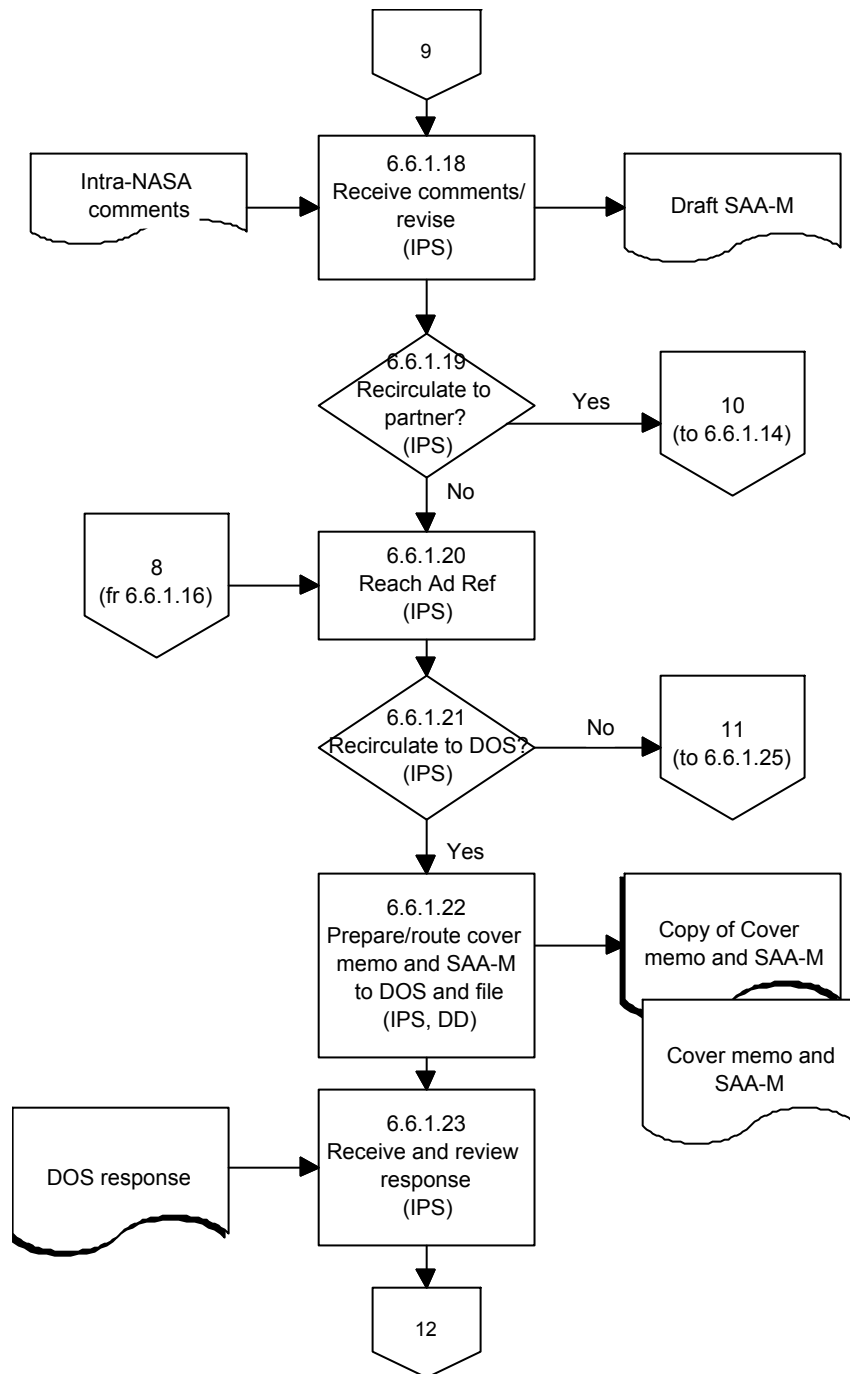 9
Intra-NASA
comments
6.6.1.18
Receive comments/
revise
(IPS)
Draft SAA-M
6.6.1.19
Recirculate to
partner?
(IPS)
Yes
10
(to 6.6.1.14)
No
8
(fr 6.6.1.16)
6.6.1.20
Reach Ad Ref
(IPS)
6.6.1.21
Recirculate to DOS?
(IPS)
No
11
(to 6.6.1.25)
Yes
6.6.1.22
Prepare/route cover
memo and SAA-M
to DOS and file
(IPS, DD)
Copy of Cover
memo and SAA-M
Cover memo and
SAA-M
DOS response
6.6.1.23
Receive and review
response
(IPS)
12